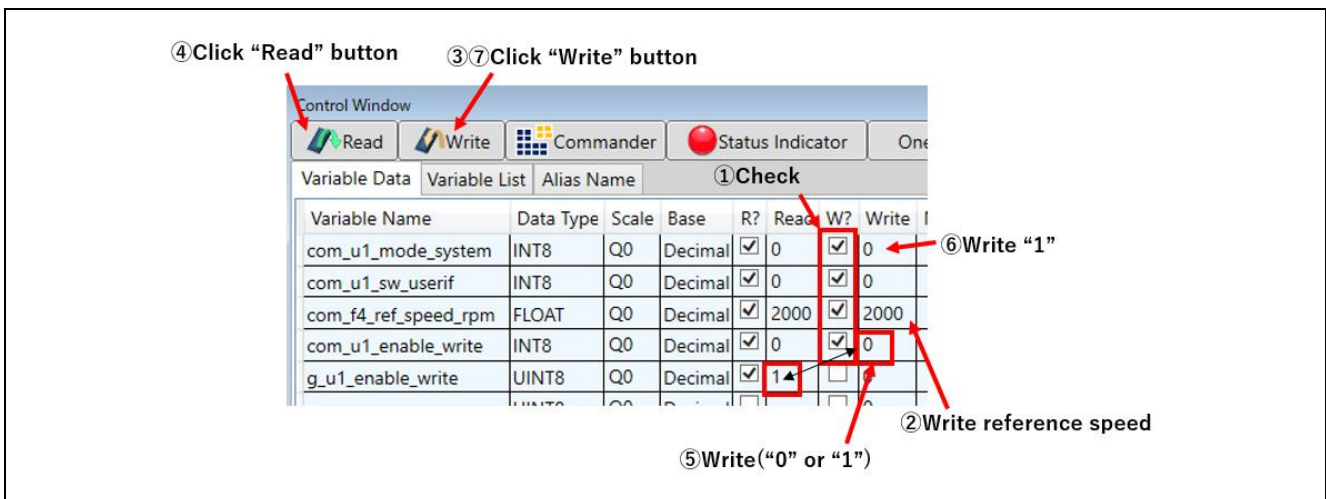 ④Click “Read” button
③⑦Click “Write” button
Control Window
Read Write Commander Status Indicator
Variable Data Variable List Alias Name
①Check
Variable Name Data Type Scale Base R? Read W? Write
com_u1_mode_system INT8 Q0 Decimal 0 0
⑥Write “1”
com_u1_sw_userif INT8 Q0 Decimal 0 0
com_f4_ref_speed_rpm FLOAT Q0 Decimal 2000 2000
com_u1_enable_write INT8 Q0 Decimal 0 0
g_u1_enable_write UINT8 Q0 Decimal 1
②Write reference speed
⑤Write(“0” or “1”)